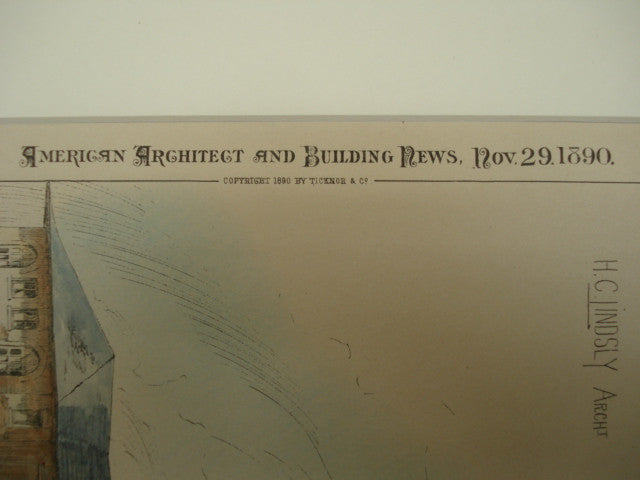 AMERICAN ARCHITECT AND BUILDING NEWS, NOV. 29. 1890.
COPYRIGHT 1890 BY TICKNOR & Co
H. C LINDSLY ARCHT